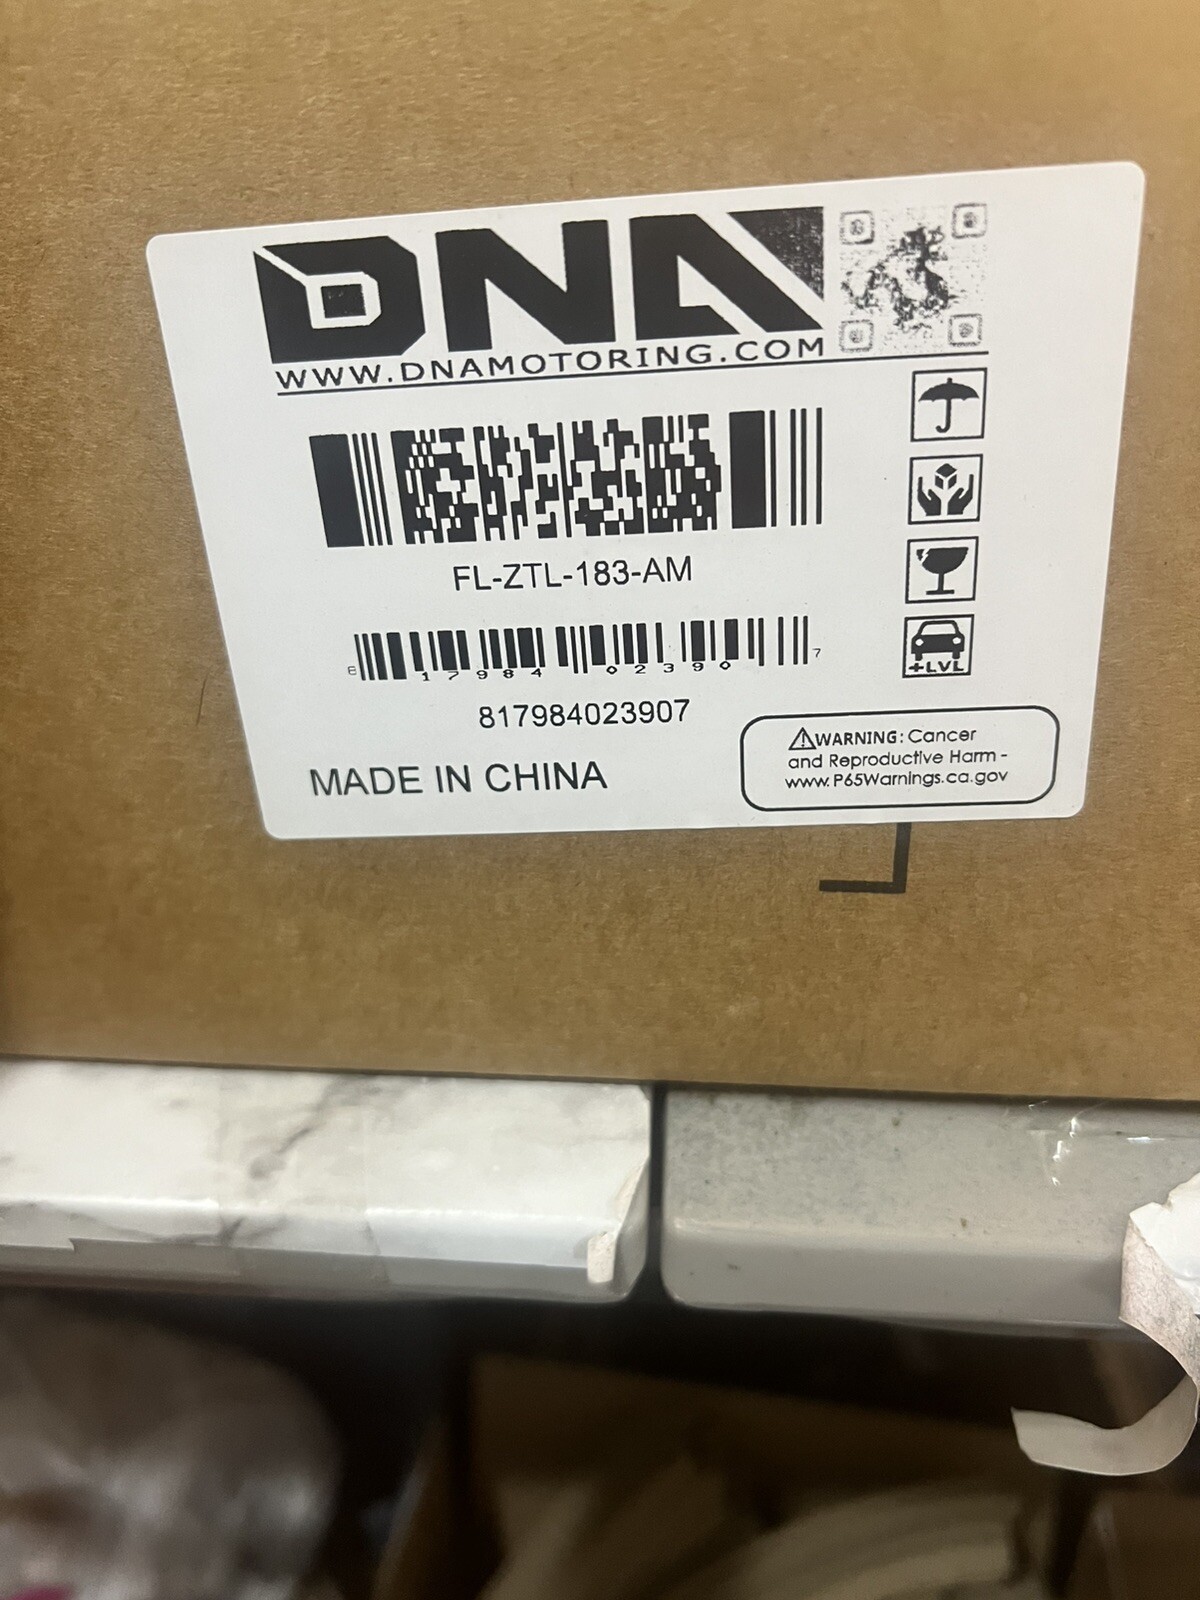 DNA
WWW.DNAMOTORING.COM
FL-ZTL-183-AM
8 17984 02390 7
817984023907
MADE IN CHINA
+LVL
⚠WARNING: Cancer
and Reproductive Harm -
www.P65Warnings.ca.gov